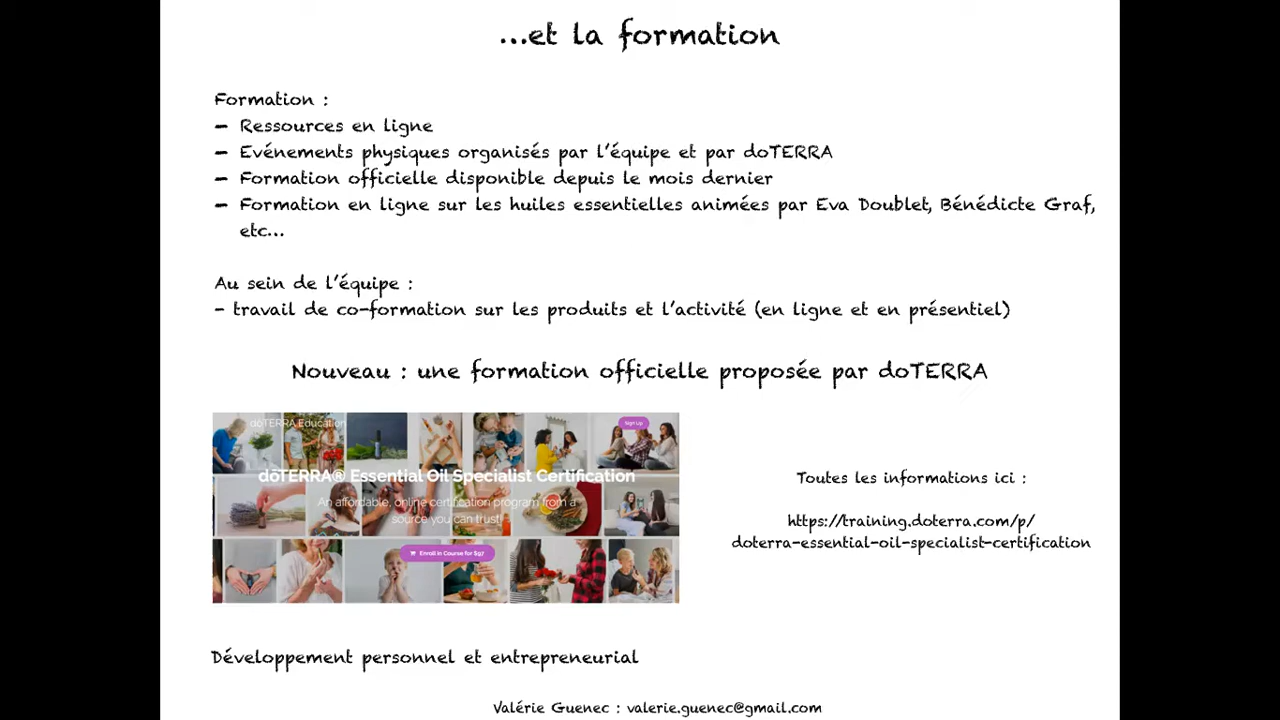 ...et la formation
Formation :
- Ressources en ligne
- Evénements physiques organisés par l'équipe et par doTERRA
- Formation officielle disponible depuis le mois dernier
- Formation en ligne sur les huiles essentielles animées par Eva Doublet, Bénédicte Graf,
etc...
Au sein de l'équipe :
- travail de co-formation sur les produits et l'activité (en ligne et en présentiel)
Nouveau : une formation officielle proposée par doTERRA
dōTERRA Education
Sign Up
dōTERRA® Essential Oil Specialist Certification
An affordable, online certification program from a
source you can trust!
Enroll in Course for $97
Toutes les informations ici :
https://training.doterra.com/p/
doterra-essential-oil-specialist-certification
Développement personnel et entrepreneurial
Valérie Guenec : valerie.guenec@gmail.com